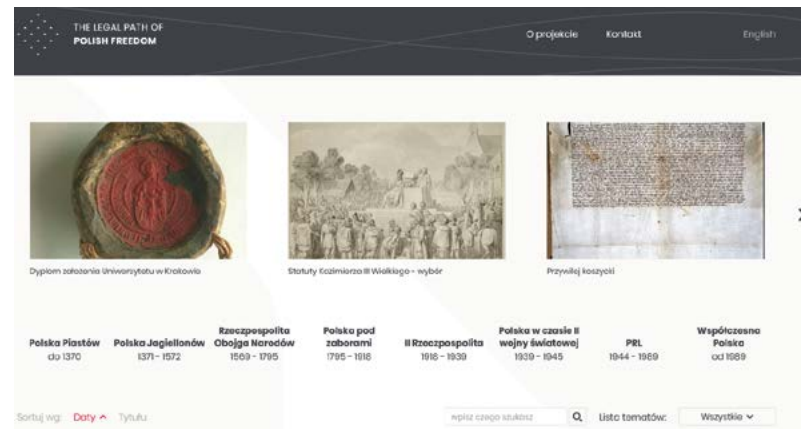 THE LEGAL PATH OF
POLISH FREEDOM
O projekcie Kontakt English
Dyplom założenia Uniwersytetu w Krakowie
Statuty Kazimierza III Wielkiego – wybór
Przywilej koszycki
Polska Piastów
do 1370
Polska Jagiellonów
1371 – 1572
Rzeczpospolita
Obojga Narodów
1569 – 1795
Polska pod
zaborami
1795 – 1918
II Rzeczpospolita
1918 – 1939
Polska w czasie II
wojny światowej
1939 – 1945
PRL
1944 – 1989
Współczesna
Polska
od 1989
Sortuj wg: Daty Tytułu wpisz czego szukasz Lista tematów: Wszystkie